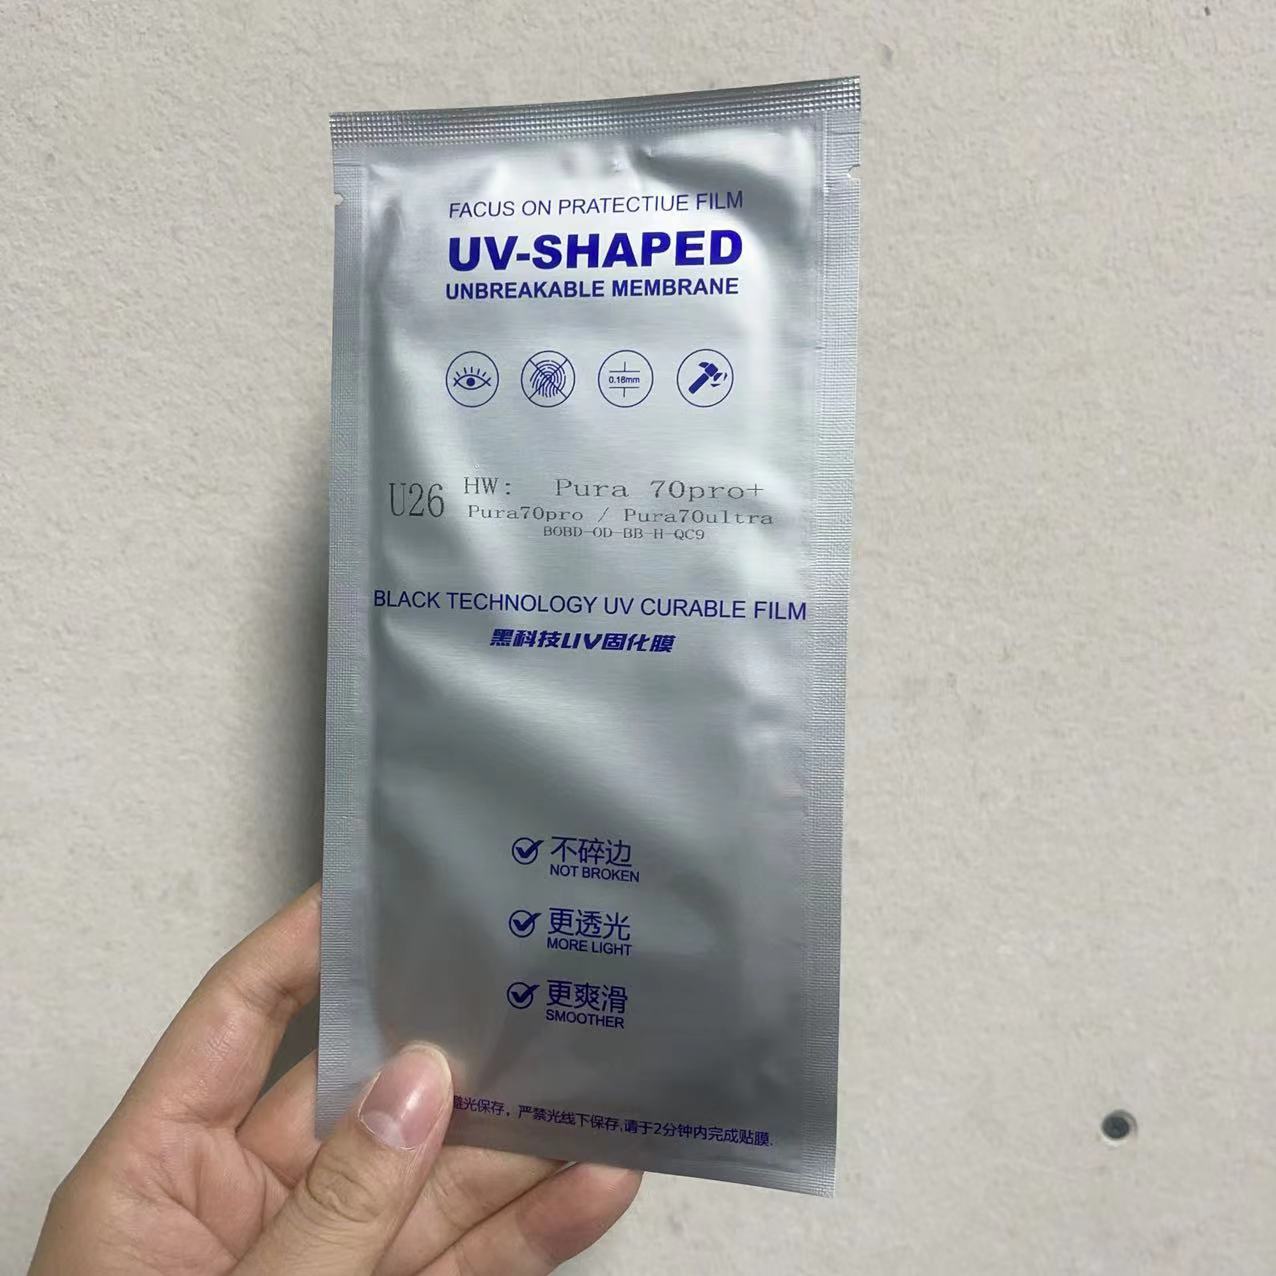 FACUS ON PRATECTIUE FILM
UV-SHAPED
UNBREAKABLE MEMBRANE
0.16mm
U26
HW: Pura 70pro+
Pura70pro / Pura70ultra
BOBD-OD-BB-H-QC9
BLACK TECHNOLOGY UV CURABLE FILM
黑科技UV固化膜
不碎边
NOT BROKEN
更透光
MORE LIGHT
更爽滑
SMOOTHER
避光保存，严禁光线下保存,请于2分钟内完成贴膜.